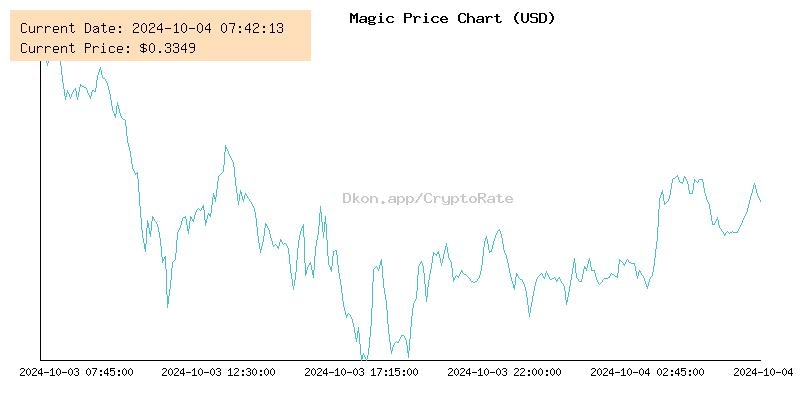 Magic Price Chart (USD)
Current Date: 2024-10-04 07:42:13
Current Price: $0.3349
Dkon.app/CryptoRate
2024-10-03 07:45:00 2024-10-03 12:30:00 2024-10-03 17:15:00 2024-10-03 22:00:00 2024-10-04 02:45:00 2024-10-04